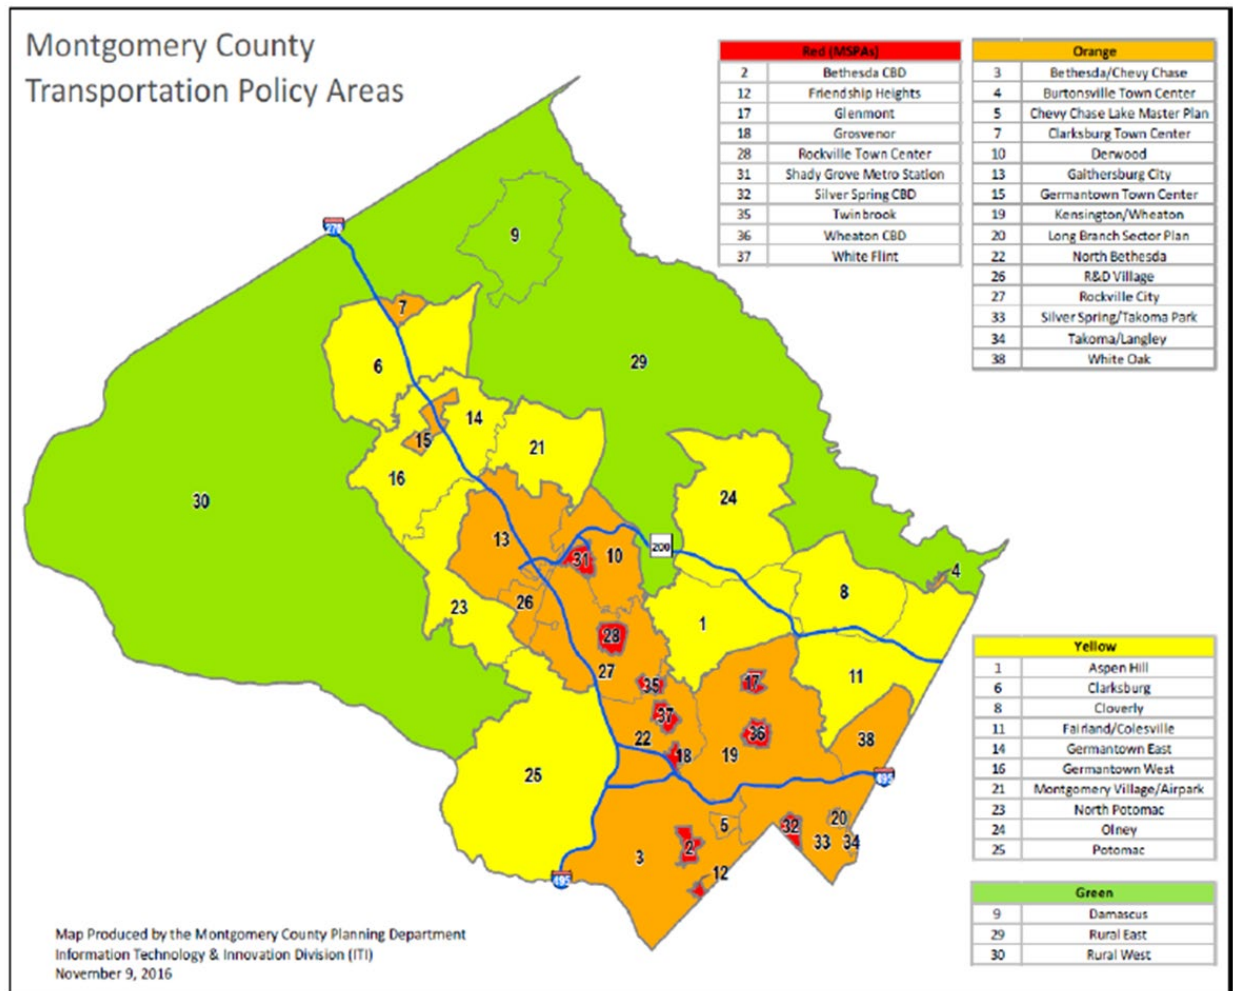 Montgomery County
Transportation Policy Areas
Red (MSPAs)
2 Bethesda CBD
12 Friendship Heights
17 Glenmont
18 Grosvenor
28 Rockville Town Center
31 Shady Grove Metro Station
32 Silver Spring CBD
35 Twinbrook
36 Wheaton CBD
37 White Flint
Orange
3 Bethesda/Chevy Chase
4 Burtonsville Town Center
5 Chevy Chase Lake Master Plan
7 Clarksburg Town Center
10 Derwood
13 Gaithersburg City
15 Germantown Town Center
19 Kensington/Wheaton
20 Long Branch Sector Plan
22 North Bethesda
26 R&D Village
27 Rockville City
33 Silver Spring/Takoma Park
34 Takoma/Langley
38 White Oak
270
9
7
29
6
14
15
21
16
30
24
13
200
31
10
4
26
8
23
1
28
27
11
35
17
37
36
22
38
18
19
25
495
5
32
20
33
34
2
3
12
495
Yellow
1 Aspen Hill
6 Clarksburg
8 Cloverly
11 Fairland/Colesville
14 Germantown East
16 Germantown West
21 Montgomery Village/Airpark
23 North Potomac
24 Olney
25 Potomac
Green
9 Damascus
29 Rural East
30 Rural West
Map Produced by the Montgomery County Planning Department
Information Technology & Innovation Division (ITI)
November 9, 2016